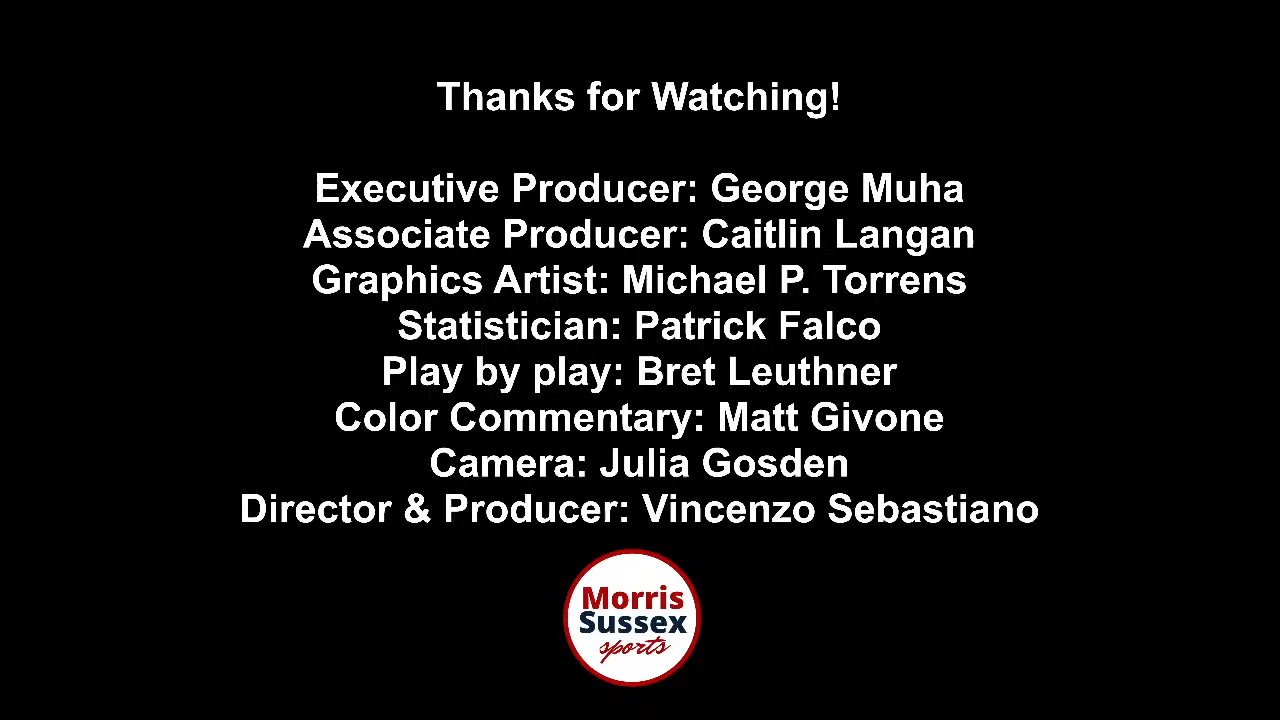 Thanks for Watching!
Executive Producer: George Muha
Associate Producer: Caitlin Langan
Graphics Artist: Michael P. Torrens
Statistician: Patrick Falco
Play by play: Bret Leuthner
Color Commentary: Matt Givone
Camera: Julia Gosden
Director & Producer: Vincenzo Sebastiano
Morris
Sussex
sports